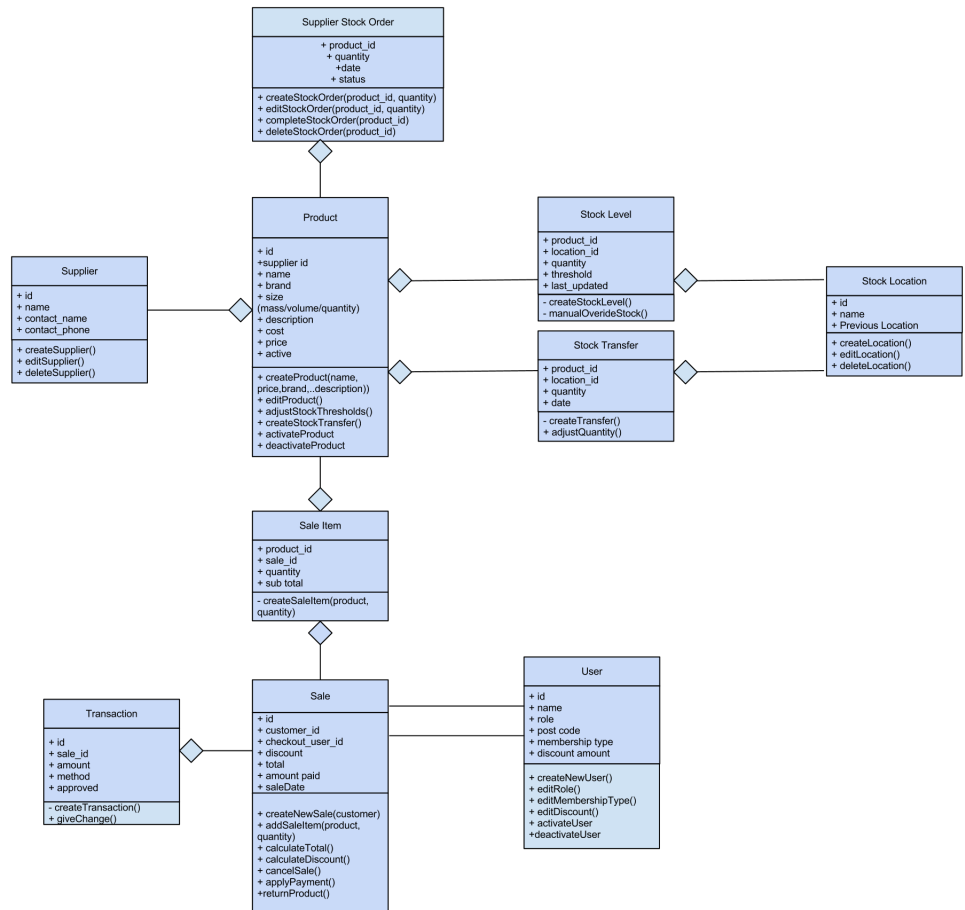 Supplier Stock Order
+ product_id
+ quantity
+date
+ status
+ createStockOrder(product_id, quantity)
+ editStockOrder(product_id, quantity)
+ completeStockOrder(product_id)
+ deleteStockOrder(product_id)
Product
+ id
+supplier id
+ name
+ brand
+ size
(mass/volume/quantity)
+ description
+ cost
+ price
+ active
+ createProduct(name,
price,brand,..description))
+ editProduct()
+ adjustStockThresholds()
+ createStockTransfer()
+ activateProduct
+ deactivateProduct
Stock Level
+ product_id
+ location_id
+ quantity
+ threshold
+ last_updated
- createStockLevel()
- manualOverideStock()
Supplier
+ id
+ name
+ contact_name
+ contact_phone
+ createSupplier()
+ editSupplier()
+ deleteSupplier()
Stock Location
+ id
+ name
+ Previous Location
+ createLocation()
+ editLocation()
+ deleteLocation()
Stock Transfer
+ product_id
+ location_id
+ quantity
+ date
- createTransfer()
+ adjustQuantity()
Sale Item
+ product_id
+ sale_id
+ quantity
+ sub total
- createSaleItem(product,
quantity)
Sale
+ id
+ customer_id
+ checkout_user_id
+ discount
+ total
+ amount paid
+ saleDate
+ createNewSale(customer)
+ addSaleItem(product,
quantity)
+ calculateTotal()
+ calculateDiscount()
+ cancelSale()
+ applyPayment()
+returnProduct()
User
+ id
+ name
+ role
+ post code
+ membership type
+ discount amount
+ createNewUser()
+ editRole()
+ editMembershipType()
+ editDiscount()
+ activateUser
+deactivateUser
Transaction
+ id
+ sale_id
+ amount
+ method
+ approved
- createTransaction()
+ giveChange()